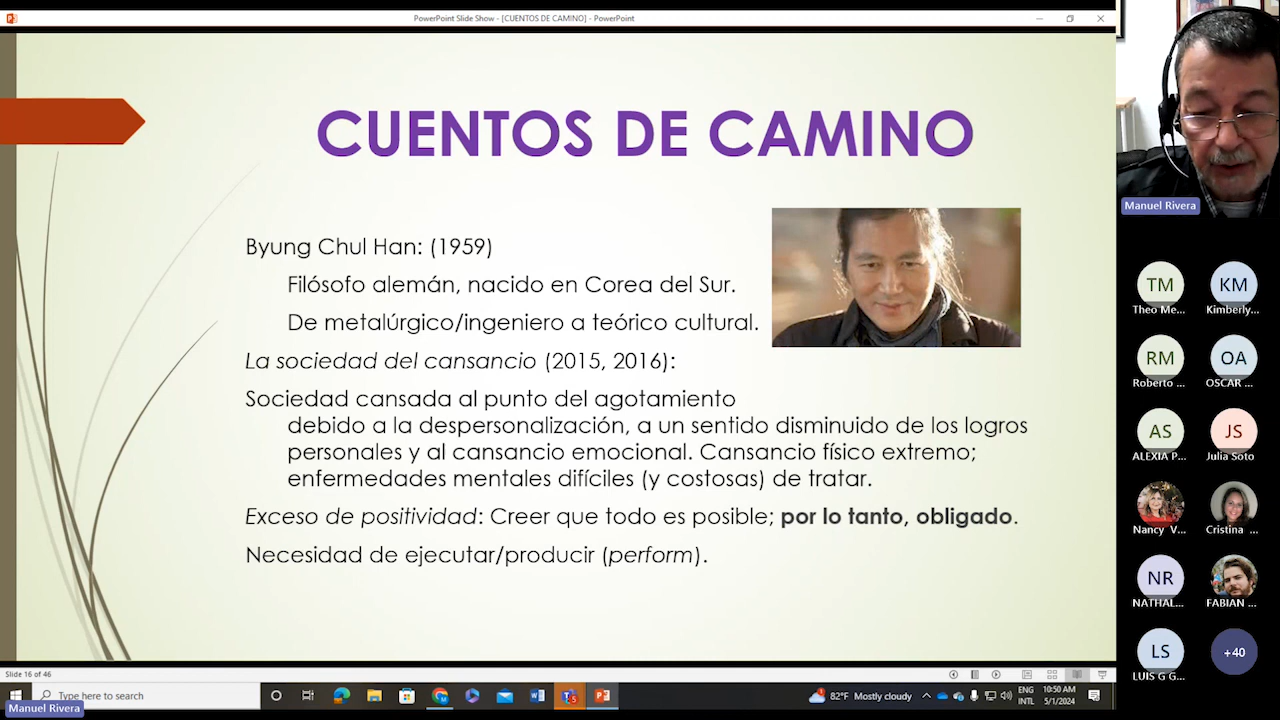 PowerPoint Slide Show - [CUENTOS DE CAMINO] - PowerPoint
CUENTOS DE CAMINO
Byung Chul Han: (1959)
Filósofo alemán, nacido en Corea del Sur.
De metalúrgico/ingeniero a teórico cultural.
La sociedad del cansancio (2015, 2016):
Sociedad cansada al punto del agotamiento
debido a la despersonalización, a un sentido disminuido de los logros
personales y al cansancio emocional. Cansancio físico extremo;
enfermedades mentales difíciles (y costosas) de tratar.
Exceso de positividad: Creer que todo es posible; por lo tanto, obligado.
Necesidad de ejecutar/producir (perform).
Manuel Rivera
TM
KM
Theo Me...
Kimberly...
RM
OA
Roberto ...
OSCAR ...
AS
JS
ALEXIA P...
Julia Soto
Nancy V...
Cristina ...
NR
NATHAL...
FABIAN ...
LS
+40
LUIS G G...
Slide 16 of 46
Type here to search
82°F Mostly cloudy
ENG
INTL
10:50 AM
5/1/2024
Manuel Rivera